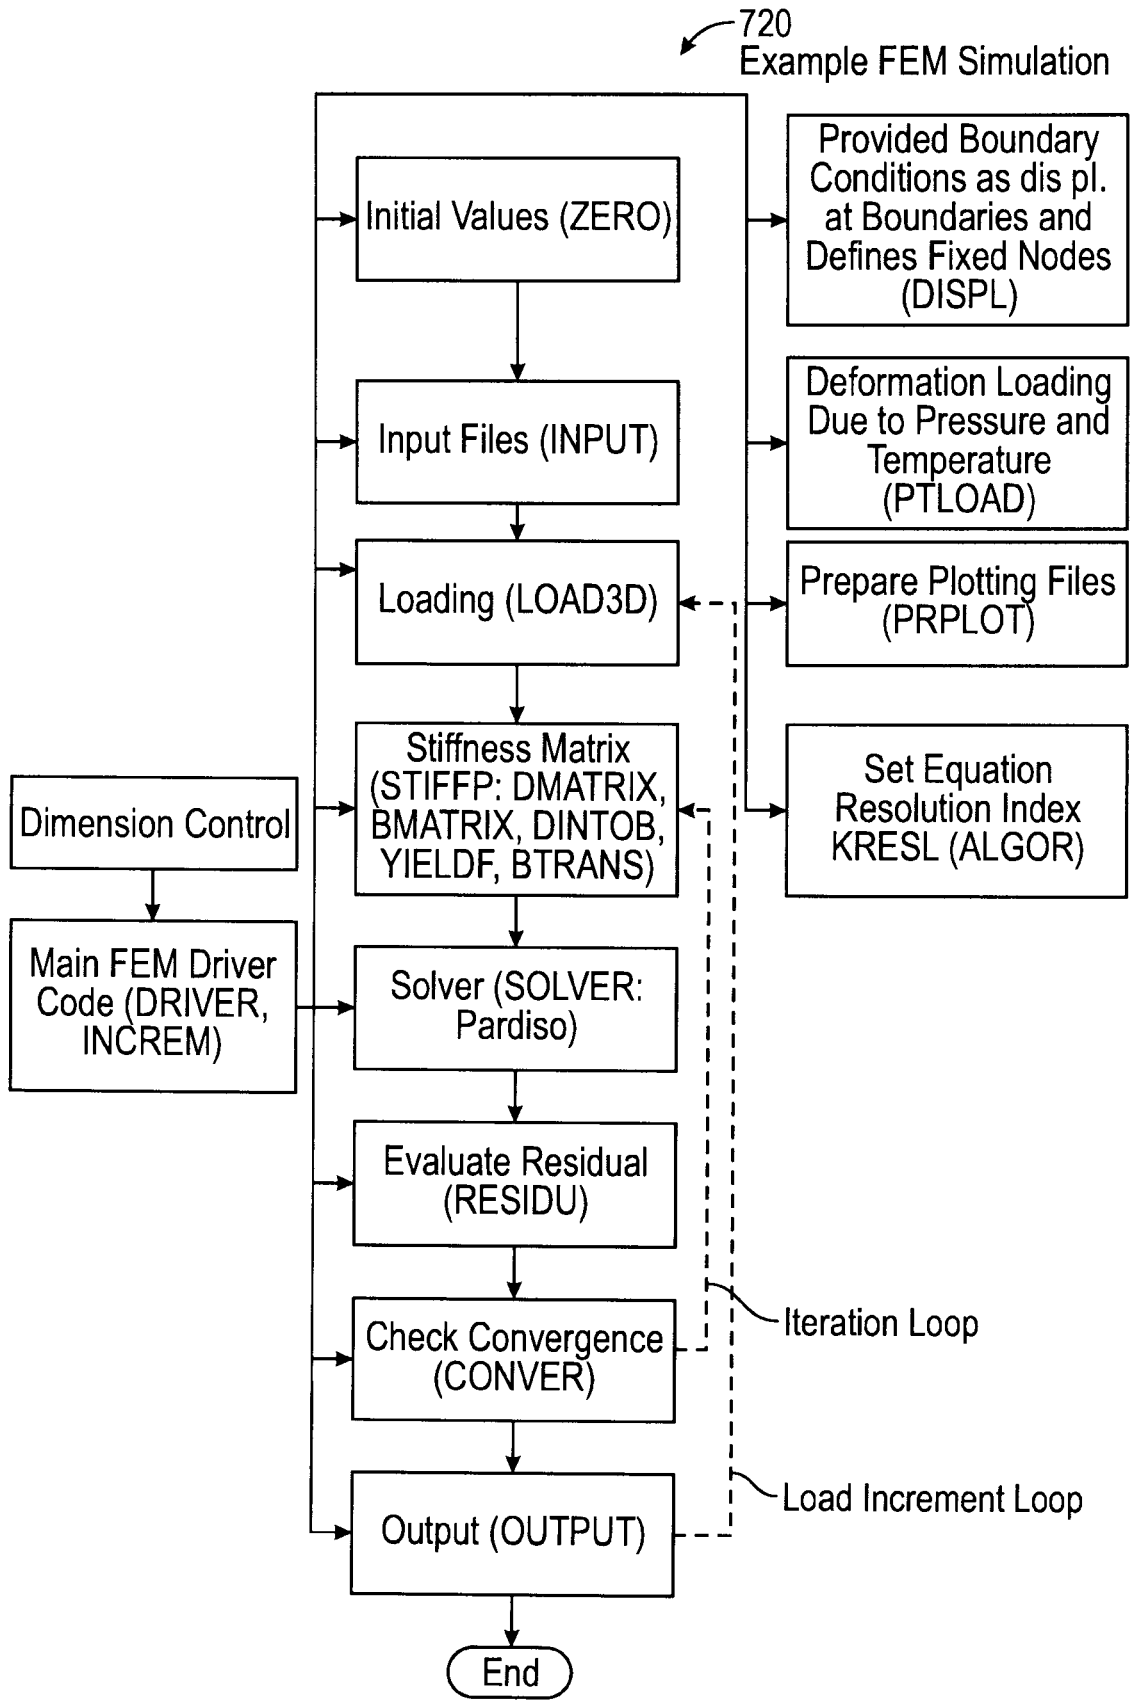 720
Example FEM Simulation
Initial Values (ZERO)
Input Files (INPUT)
Loading (LOAD3D)
Stiffness Matrix
(STIFFP: DMATRIX,
BMATRIX, DINTOB,
YIELDF, BTRANS)
Dimension Control
Main FEM Driver
Code (DRIVER,
INCREM)
Solver (SOLVER:
Pardiso)
Evaluate Residual
(RESIDU)
Check Convergence
(CONVER)
Output (OUTPUT)
End
Provided Boundary
Conditions as dis pl.
at Boundaries and
Defines Fixed Nodes
(DISPL)
Deformation Loading
Due to Pressure and
Temperature
(PTLOAD)
Prepare Plotting Files
(PRPLOT)
Set Equation
Resolution Index
KRESL (ALGOR)
Iteration Loop
Load Increment Loop